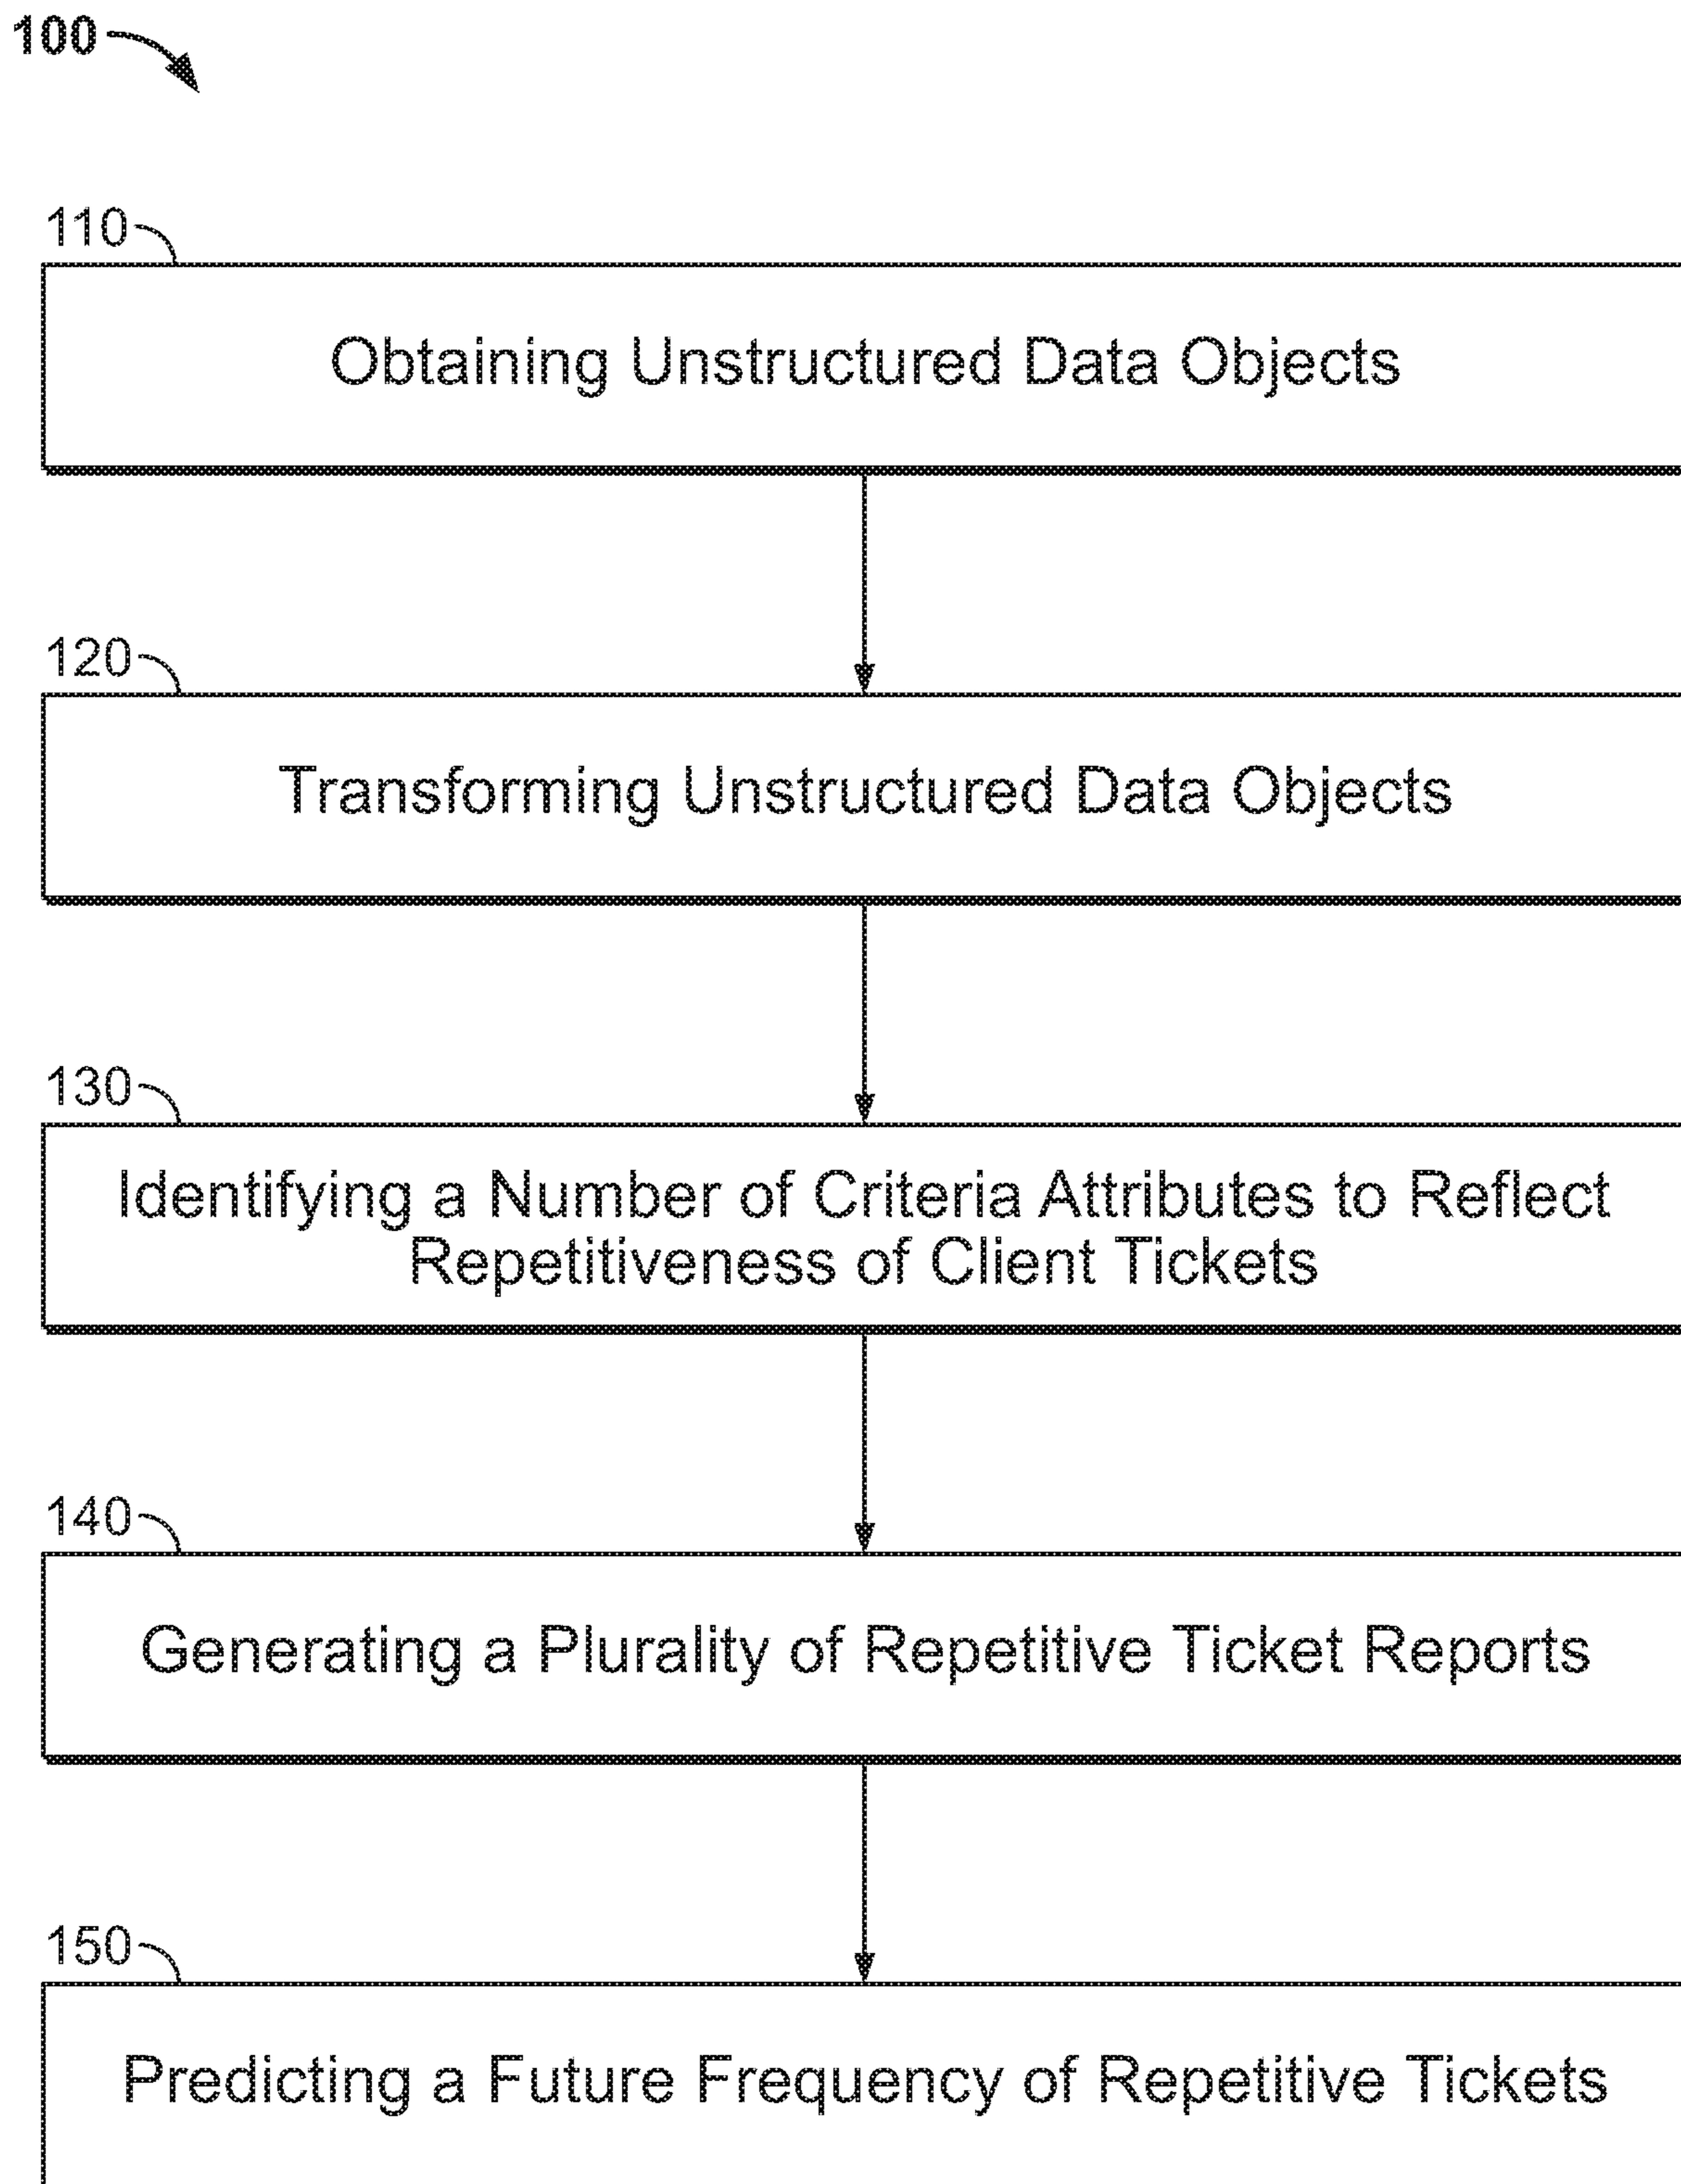 100
110
Obtaining Unstructured Data Objects
120
Transforming Unstructured Data Objects
130
Identifying a Number of Criteria Attributes to Reflect
Repetitiveness of Client Tickets
140
Generating a Plurality of Repetitive Ticket Reports
150
Predicting a Future Frequency of Repetitive Tickets